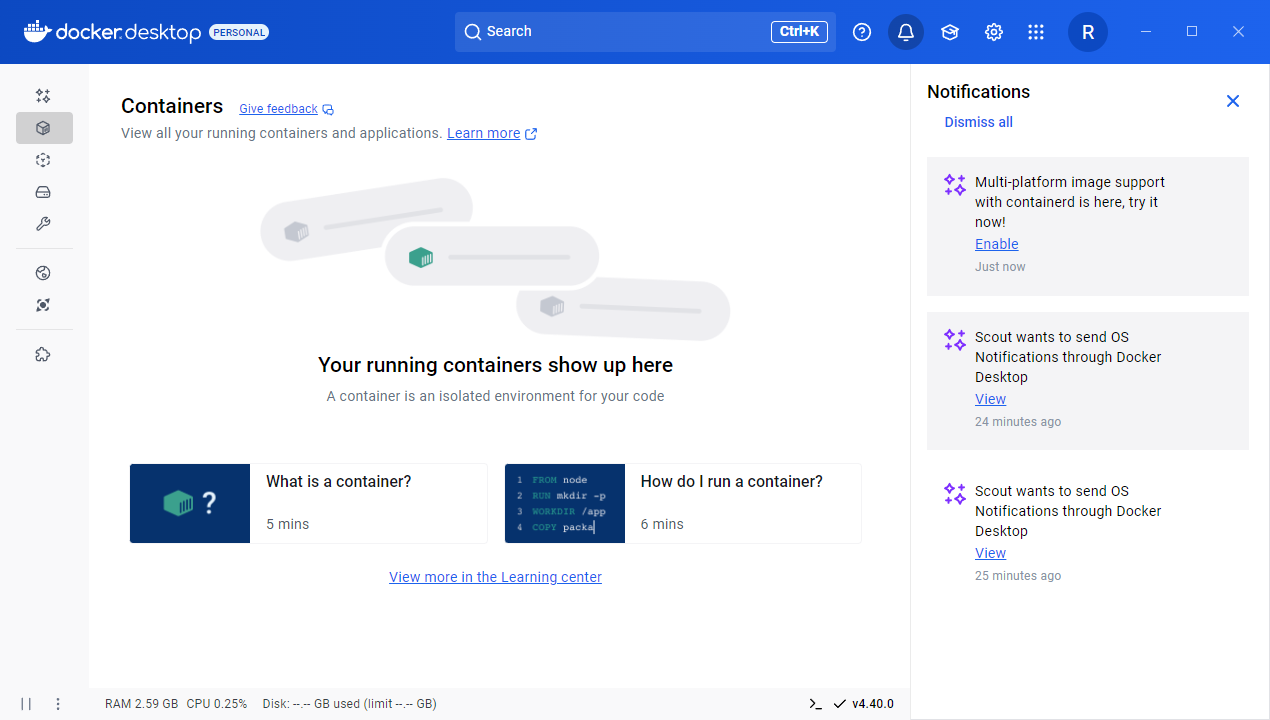 docker.desktop PERSONAL
Search
Ctrl+K
R
Containers
Give feedback
View all your running containers and applications. Learn more
Your running containers show up here
A container is an isolated environment for your code
?
What is a container?
5 mins
1 FROM node
2 RUN mkdir -p
3 WORKDIR /app
4 COPY packa
How do I run a container?
6 mins
View more in the Learning center
Notifications
Dismiss all
Multi-platform image support
with containerd is here, try it
now!
Enable
Just now
Scout wants to send OS
Notifications through Docker
Desktop
View
24 minutes ago
Scout wants to send OS
Notifications through Docker
Desktop
View
25 minutes ago
RAM 2.59 GB CPU 0.25% Disk: --.-- GB used (limit --.-- GB)
v4.40.0